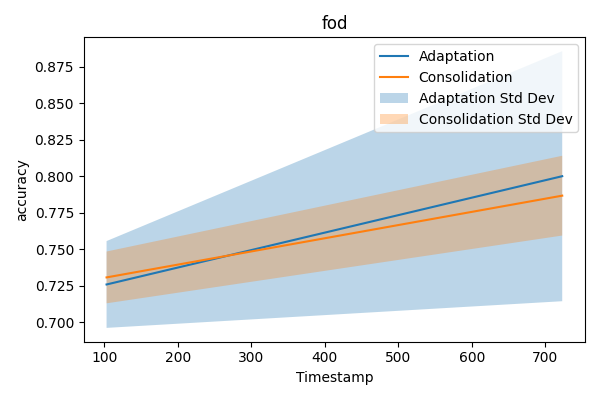 fod
Adaptation
Consolidation
Adaptation Std Dev
Consolidation Std Dev
accuracy
0.875
0.850
0.825
0.800
0.775
0.750
0.725
0.700
100 200 300 400 500 600 700
Timestamp